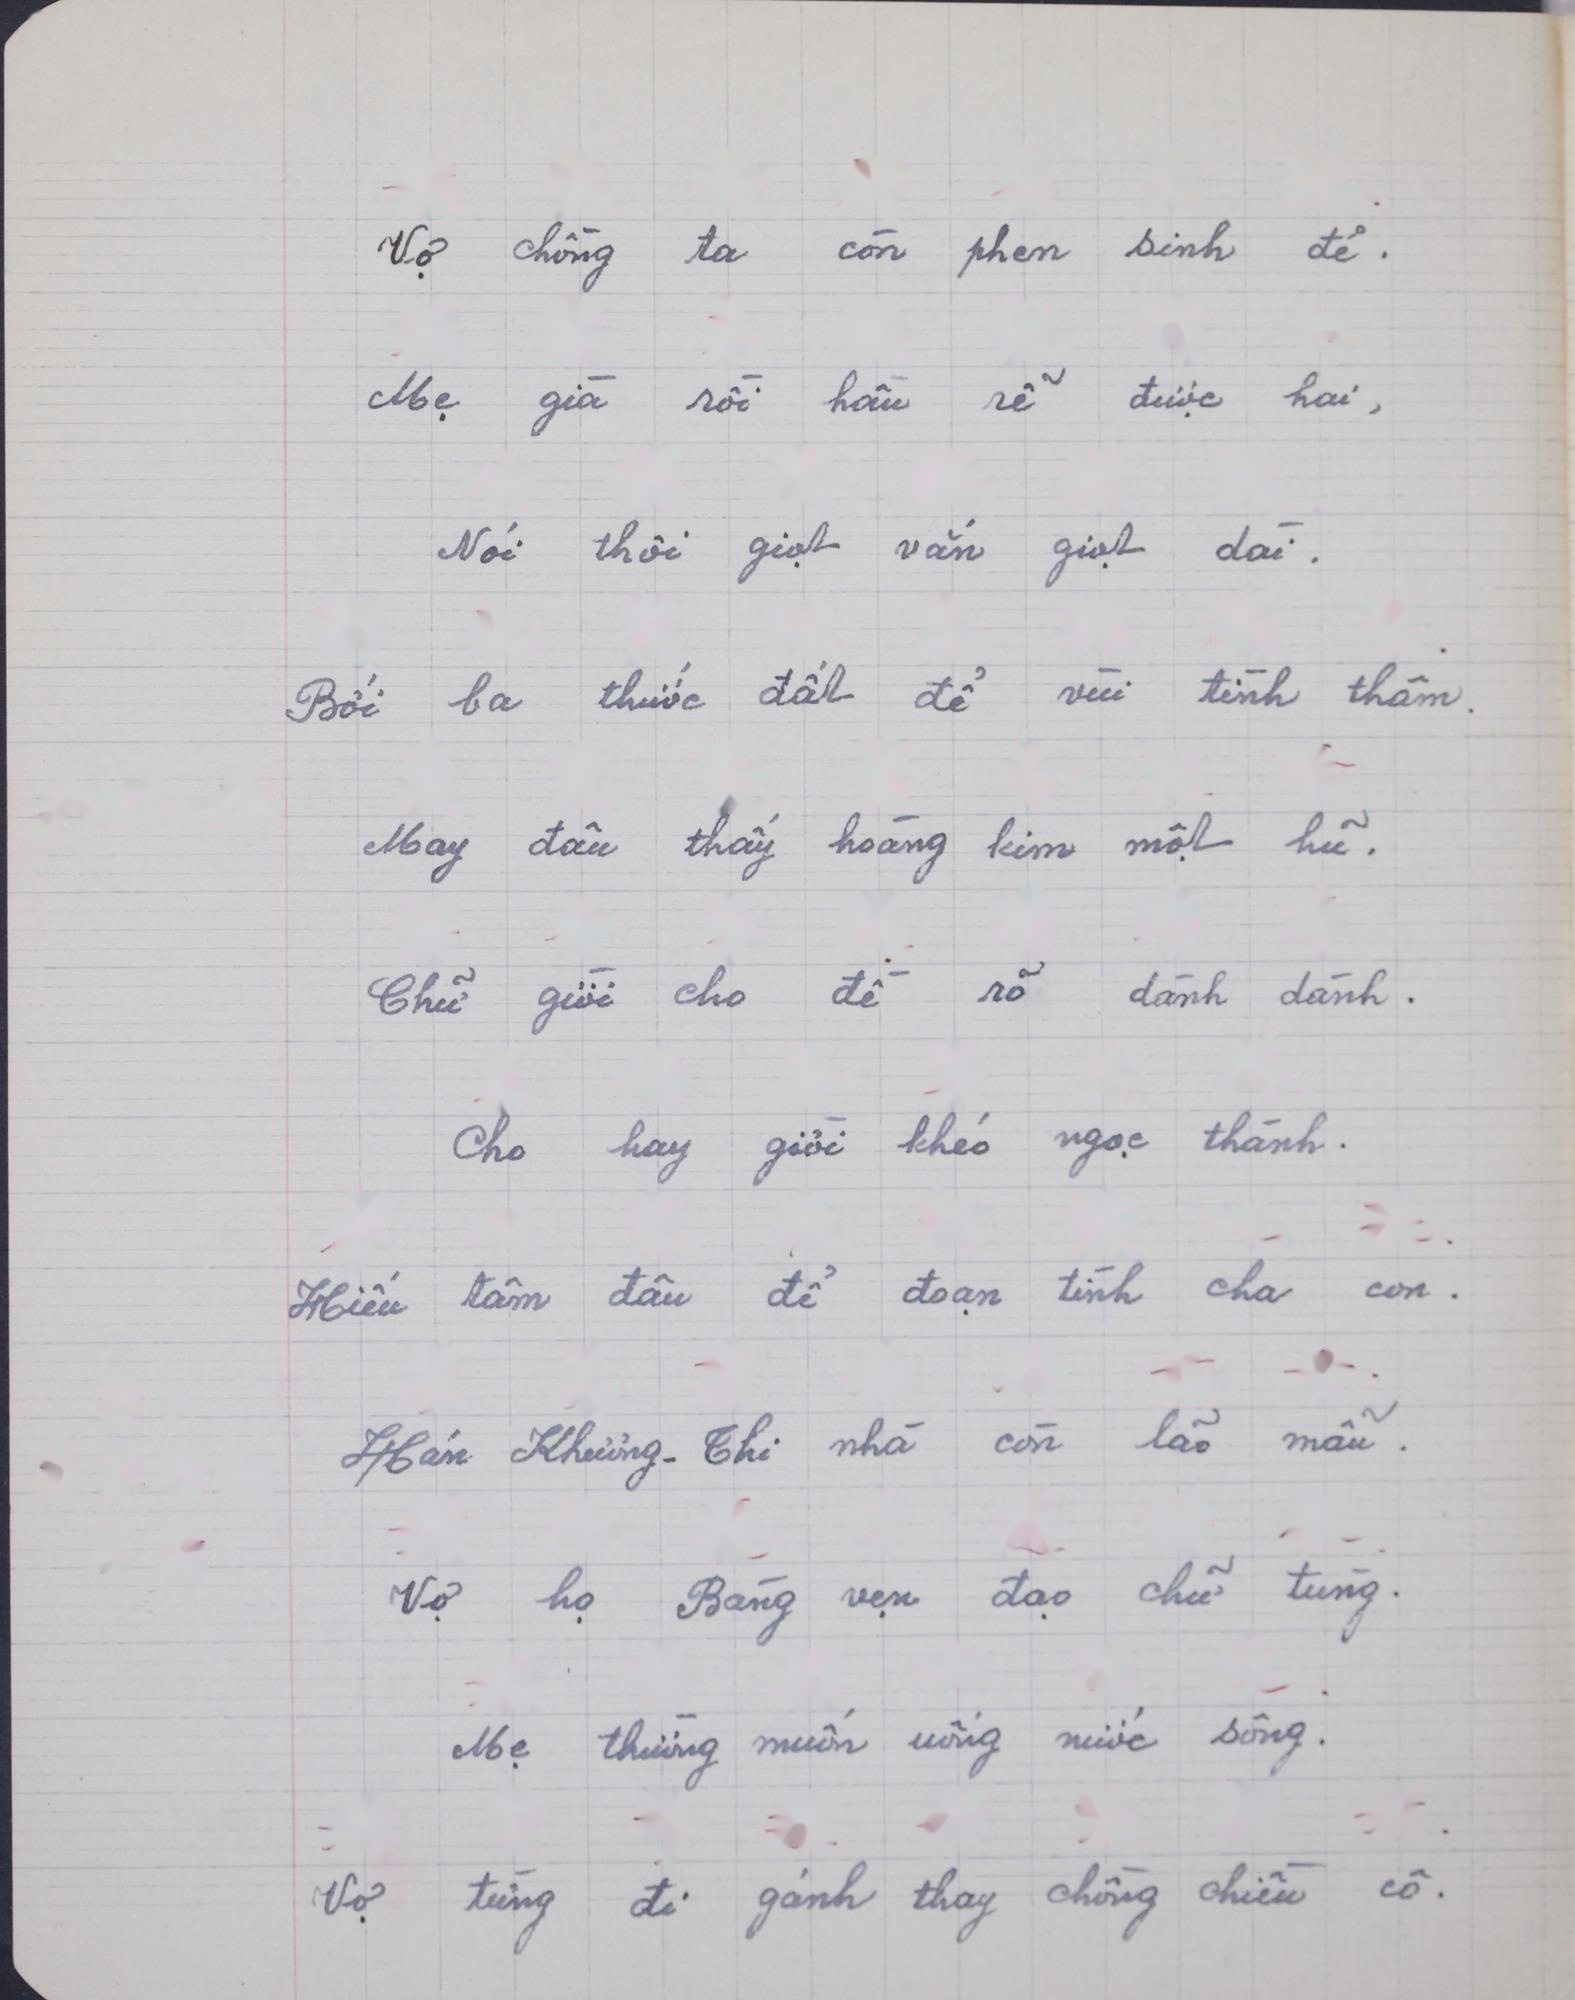 Vợ chồng ta còn phen sinh đẻ.
Mẹ già rồi hầu rễ được hai,
Nói thôi giọt vắn giọt dài.
Bới ba thước đất để vùi tình thâm.
May đâu thấy hoàng kim một hũ.
Chữ giời cho đề rõ dành dành.
Cho hay giời khéo ngọc thành.
Hiếu tâm đâu để đoạn tình cha con.
Hán Khương-Thi nhà còn lão mẫu.
Vợ họ Bàng vẹn đạo chữ tùng.
Mẹ thường muốn uống nước sông.
Vợ từng đi gánh thay chồng chiều cô.